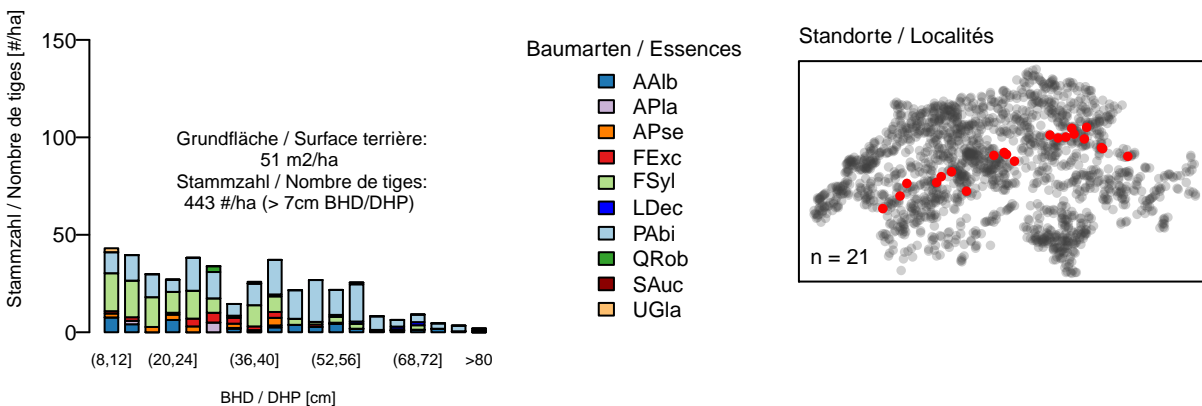 Stammzahl / Nombre de tiges [#/ha]
150
100
50
0
Grundfläche / Surface terrière:
51 m2/ha
Stammzahl / Nombre de tiges:
443 #/ha (> 7cm BHD/DHP)
(8,12]
(20,24]
(36,40]
(52,56]
(68,72]
>80
BHD / DHP [cm]
Baumarten / Essences
AAlb
APla
APse
FExc
FSyl
LDec
PAbi
QRob
SAuc
UGla
Standorte / Localités
n = 21